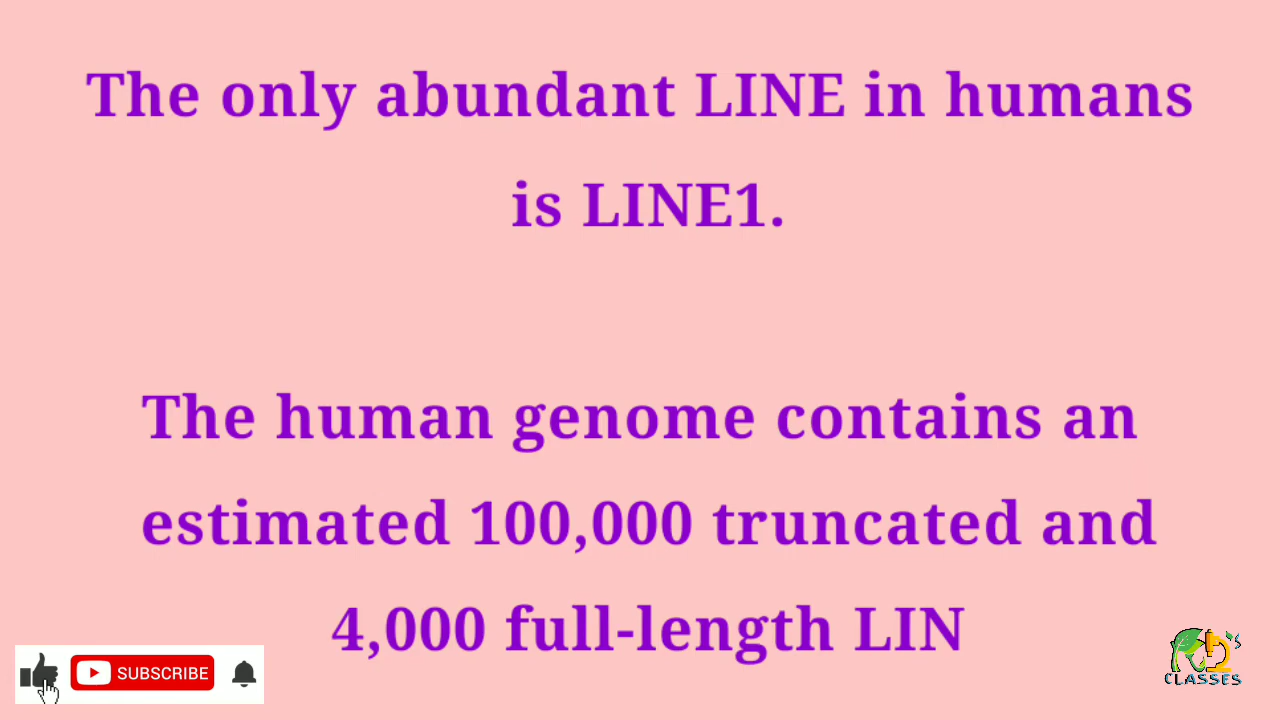 The only abundant LINE in humans
is LINE1.
The human genome contains an
estimated 100,000 truncated and
4,000 full-length LIN
SUBSCRIBE
RD's
CLASSES